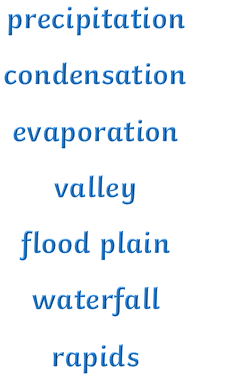 precipitation
condensation
evaporation
valley
flood plain
waterfall
rapids